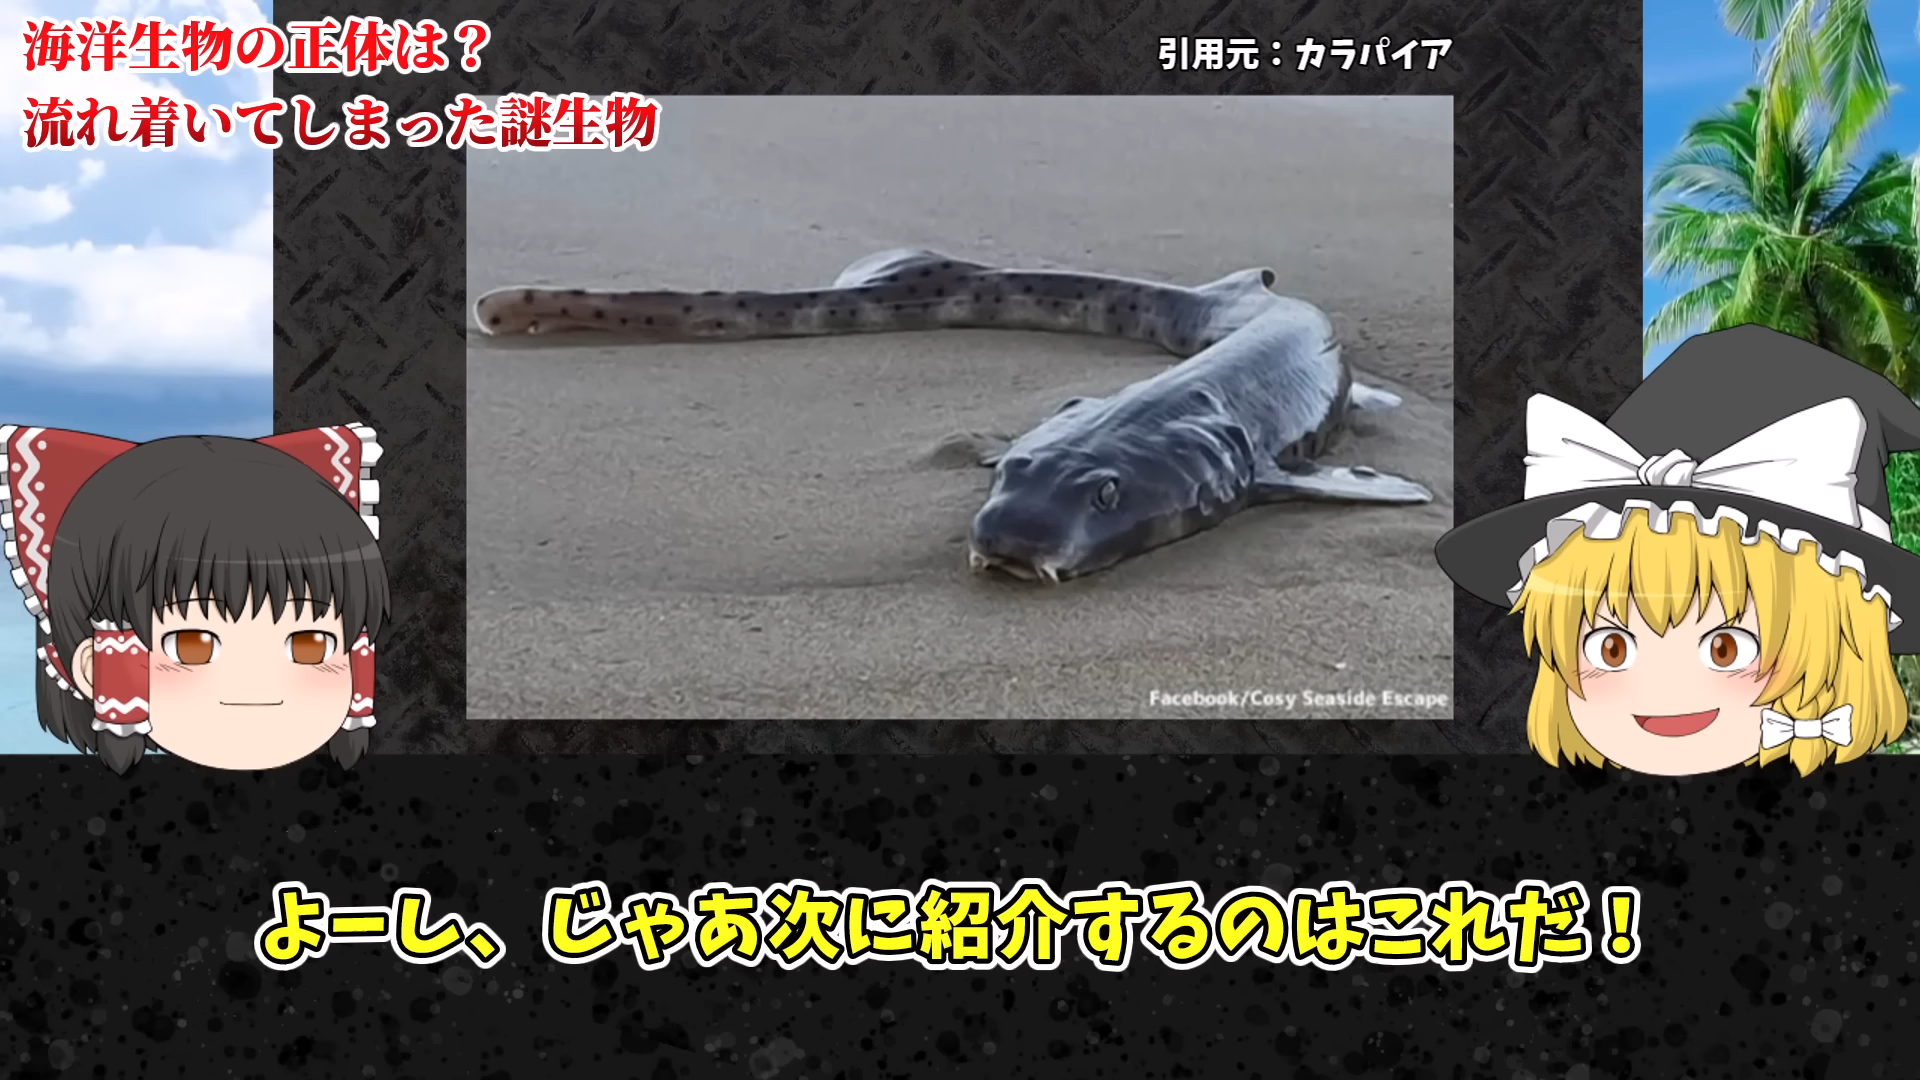 海洋生物の正体は？
流れ着いてしまった謎生物
引用元：カラパイア
Facebook/Cosy Seaside Escape
よーし、じゃあ次に紹介するのはこれだ！